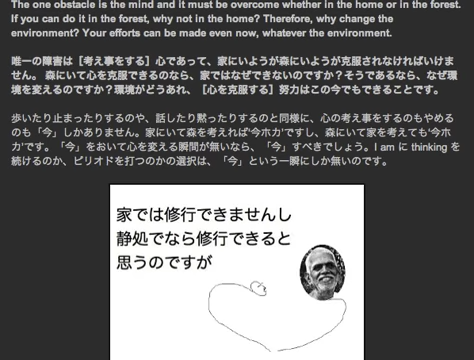 The one obstacle is the mind and it must be overcome whether in the home or in the forest.
If you can do it in the forest, why not in the home? Therefore, why change the
environment? Your efforts can be made even now, whatever the environment.
唯一の障害は［考え事をする］心であって、家にいようが森にいようが克服されなければいけま
せん。 森にいて心を克服できるのなら、家ではなぜできないのですか？そうであるなら、なぜ環
境を変えるのですか？環境がどうあれ、［心を克服する］努力はこの今でもできることです。
歩いたり止まったりするのや、話したり黙ったりすると同様に、心の考え事をするのもやめる
のも「今」しかありません。家にいて森を考えれば‘今ホカ’ですし、森にいて家を考えても‘今ホ
カ’です。「今」をおいて心を変える瞬間が無いなら、「今」すべきでしょう。I am に thinking を
続けるのか、ピリオドを打つのかの選択は、「今」という一瞬にしか無いのです。
家では修行できませんし
静処でなら修行できると
思うのですが